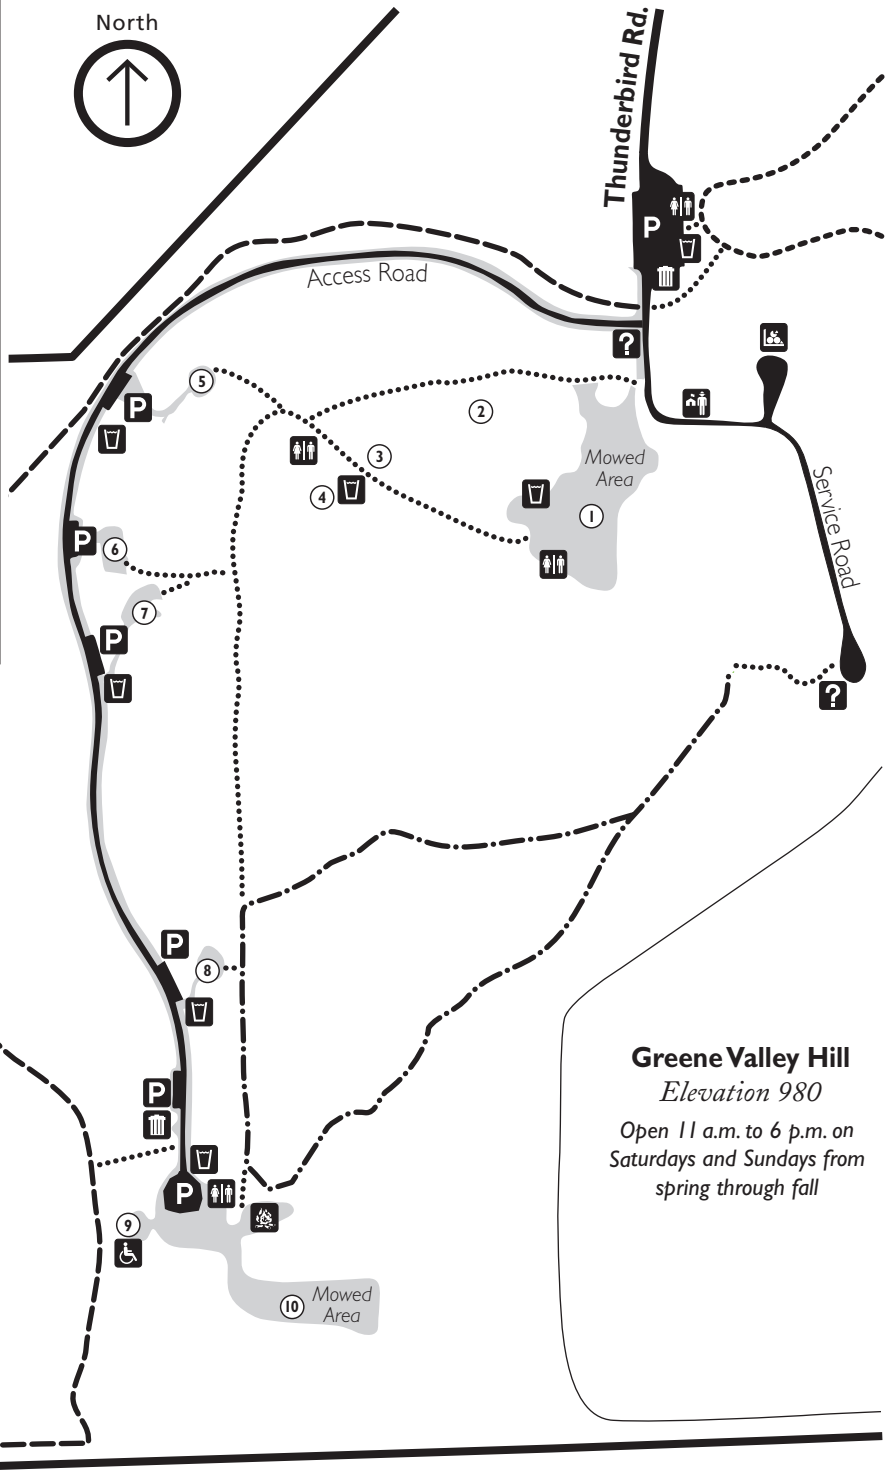 North
Thunderbird Rd.
P
Access Road
?
5
P
2
3
Mowed
Area
4
1
P
6
7
P
Service Road
?
P
8
Greene Valley Hill
Elevation 980
Open 11 a.m. to 6 p.m. on
Saturdays and Sundays from
spring through fall
P
P
9
10
Mowed
Area